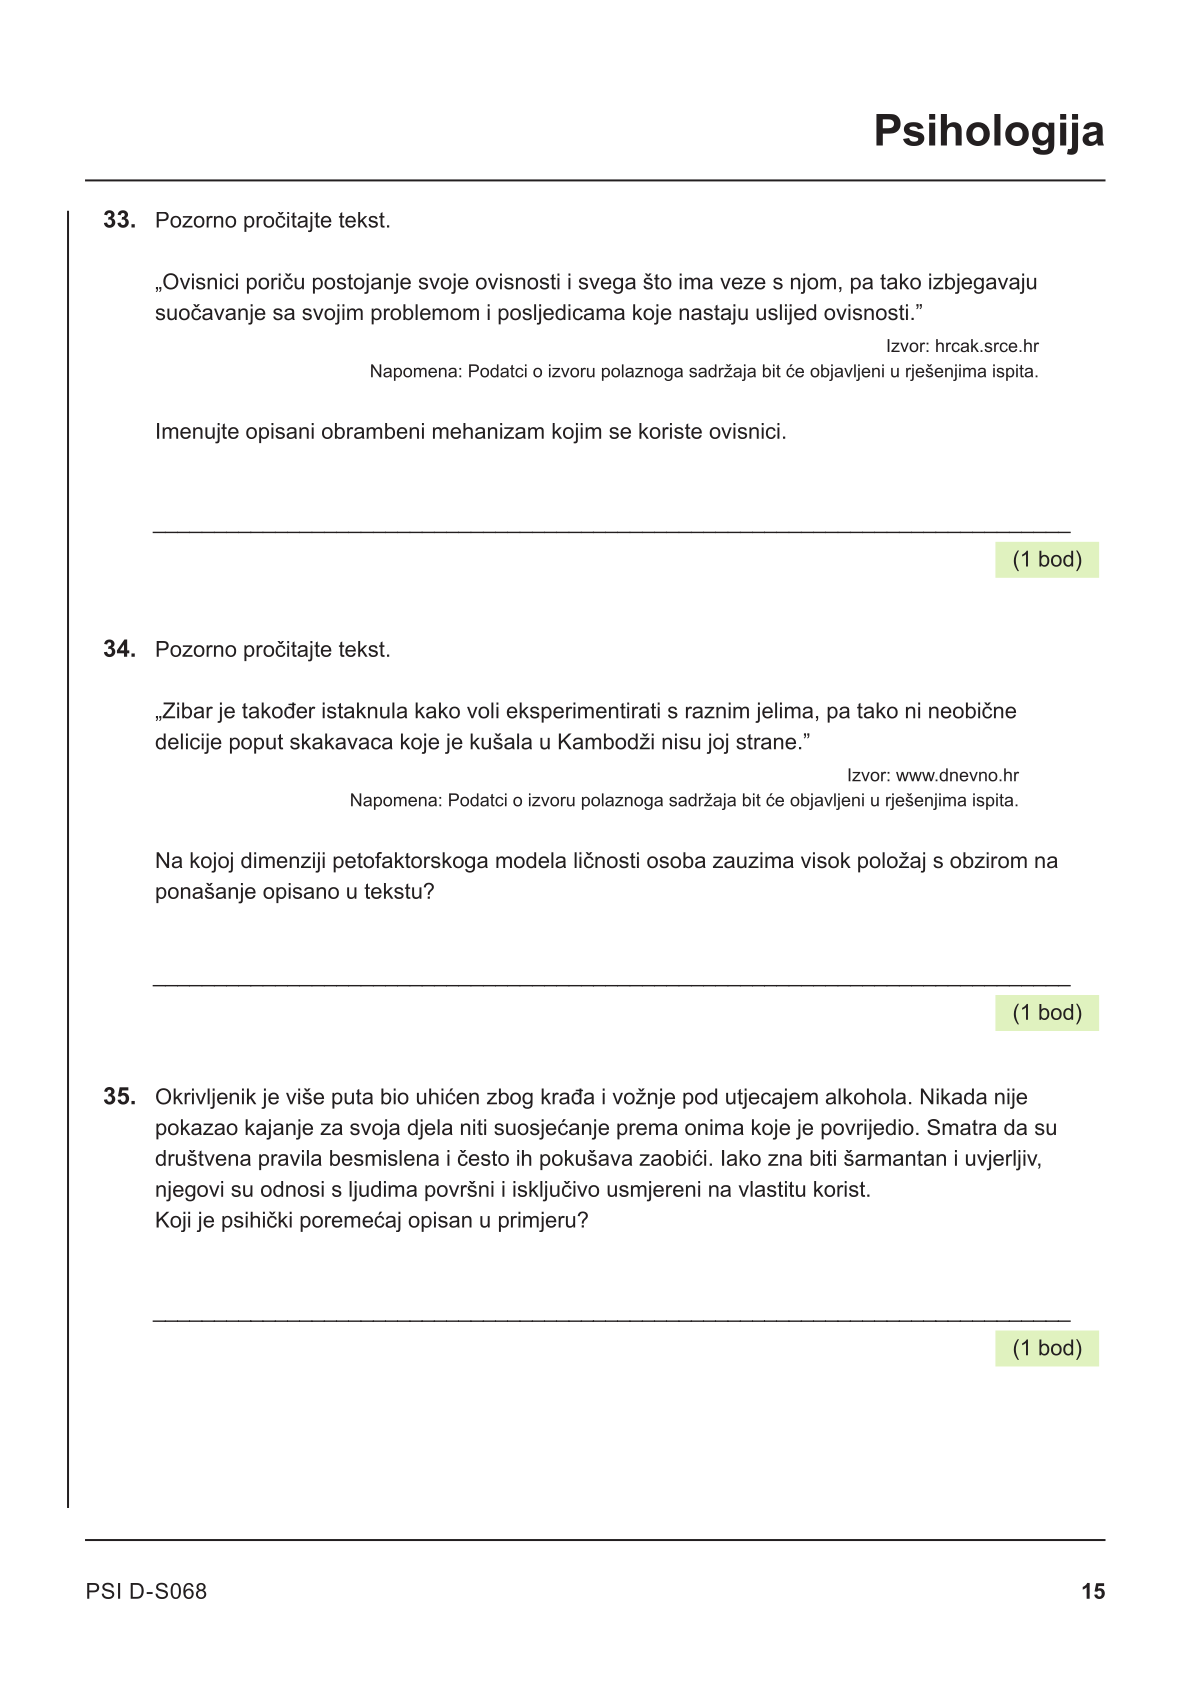 Psihologija
33. Pozorno pročitajte tekst.
„Ovisnici poriču postojanje svoje ovisnosti i svega što ima veze s njom, pa tako izbjegavaju
suočavanje sa svojim problemom i posljedicama koje nastaju uslijed ovisnosti.”
Izvor: hrcak.srce.hr
Napomena: Podatci o izvoru polaznoga sadržaja bit će objavljeni u rješenjima ispita.
Imenujte opisani obrambeni mehanizam kojim se koriste ovisnici.
(1 bod)
34. Pozorno pročitajte tekst.
„Zibar je također istaknula kako voli eksperimentirati s raznim jelima, pa tako ni neobične
delicije poput skakavaca koje je kušala u Kambodži nisu joj strane.”
Izvor: www.dnevno.hr
Napomena: Podatci o izvoru polaznoga sadržaja bit će objavljeni u rješenjima ispita.
Na kojoj dimenziji petofaktorskoga modela ličnosti osoba zauzima visok položaj s obzirom na
ponašanje opisano u tekstu?
(1 bod)
35. Okrivljenik je više puta bio uhićen zbog krađa i vožnje pod utjecajem alkohola. Nikada nije
pokazao kajanje za svoja djela niti suosjećanje prema onima koje je povrijedio. Smatra da su
društvena pravila besmislena i često ih pokušava zaobići. Iako zna biti šarmantan i uvjerljiv,
njegovi su odnosi s ljudima površni i isključivo usmjereni na vlastitu korist.
Koji je psihički poremećaj opisan u primjeru?
(1 bod)
PSI D-S068
15